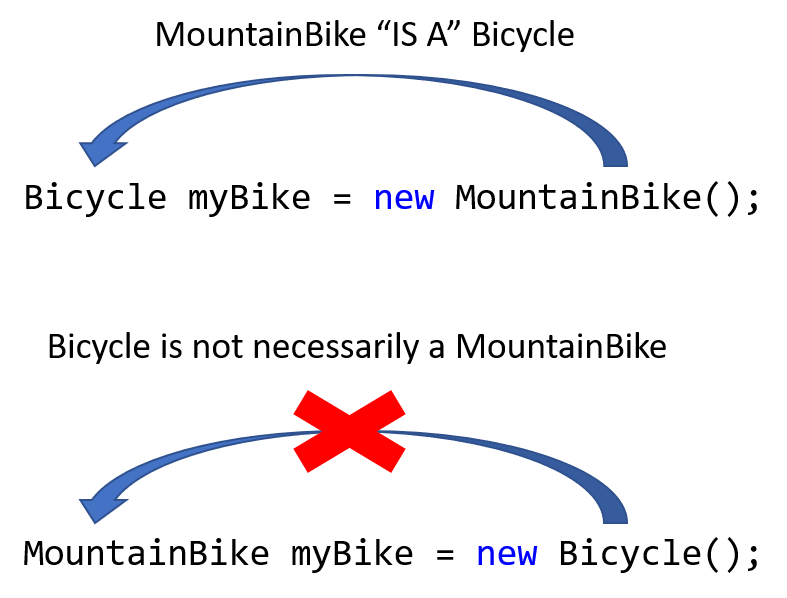 MountainBike “IS A” Bicycle
Bicycle myBike = new MountainBike();
Bicycle is not necessarily a MountainBike
MountainBike myBike = new Bicycle();